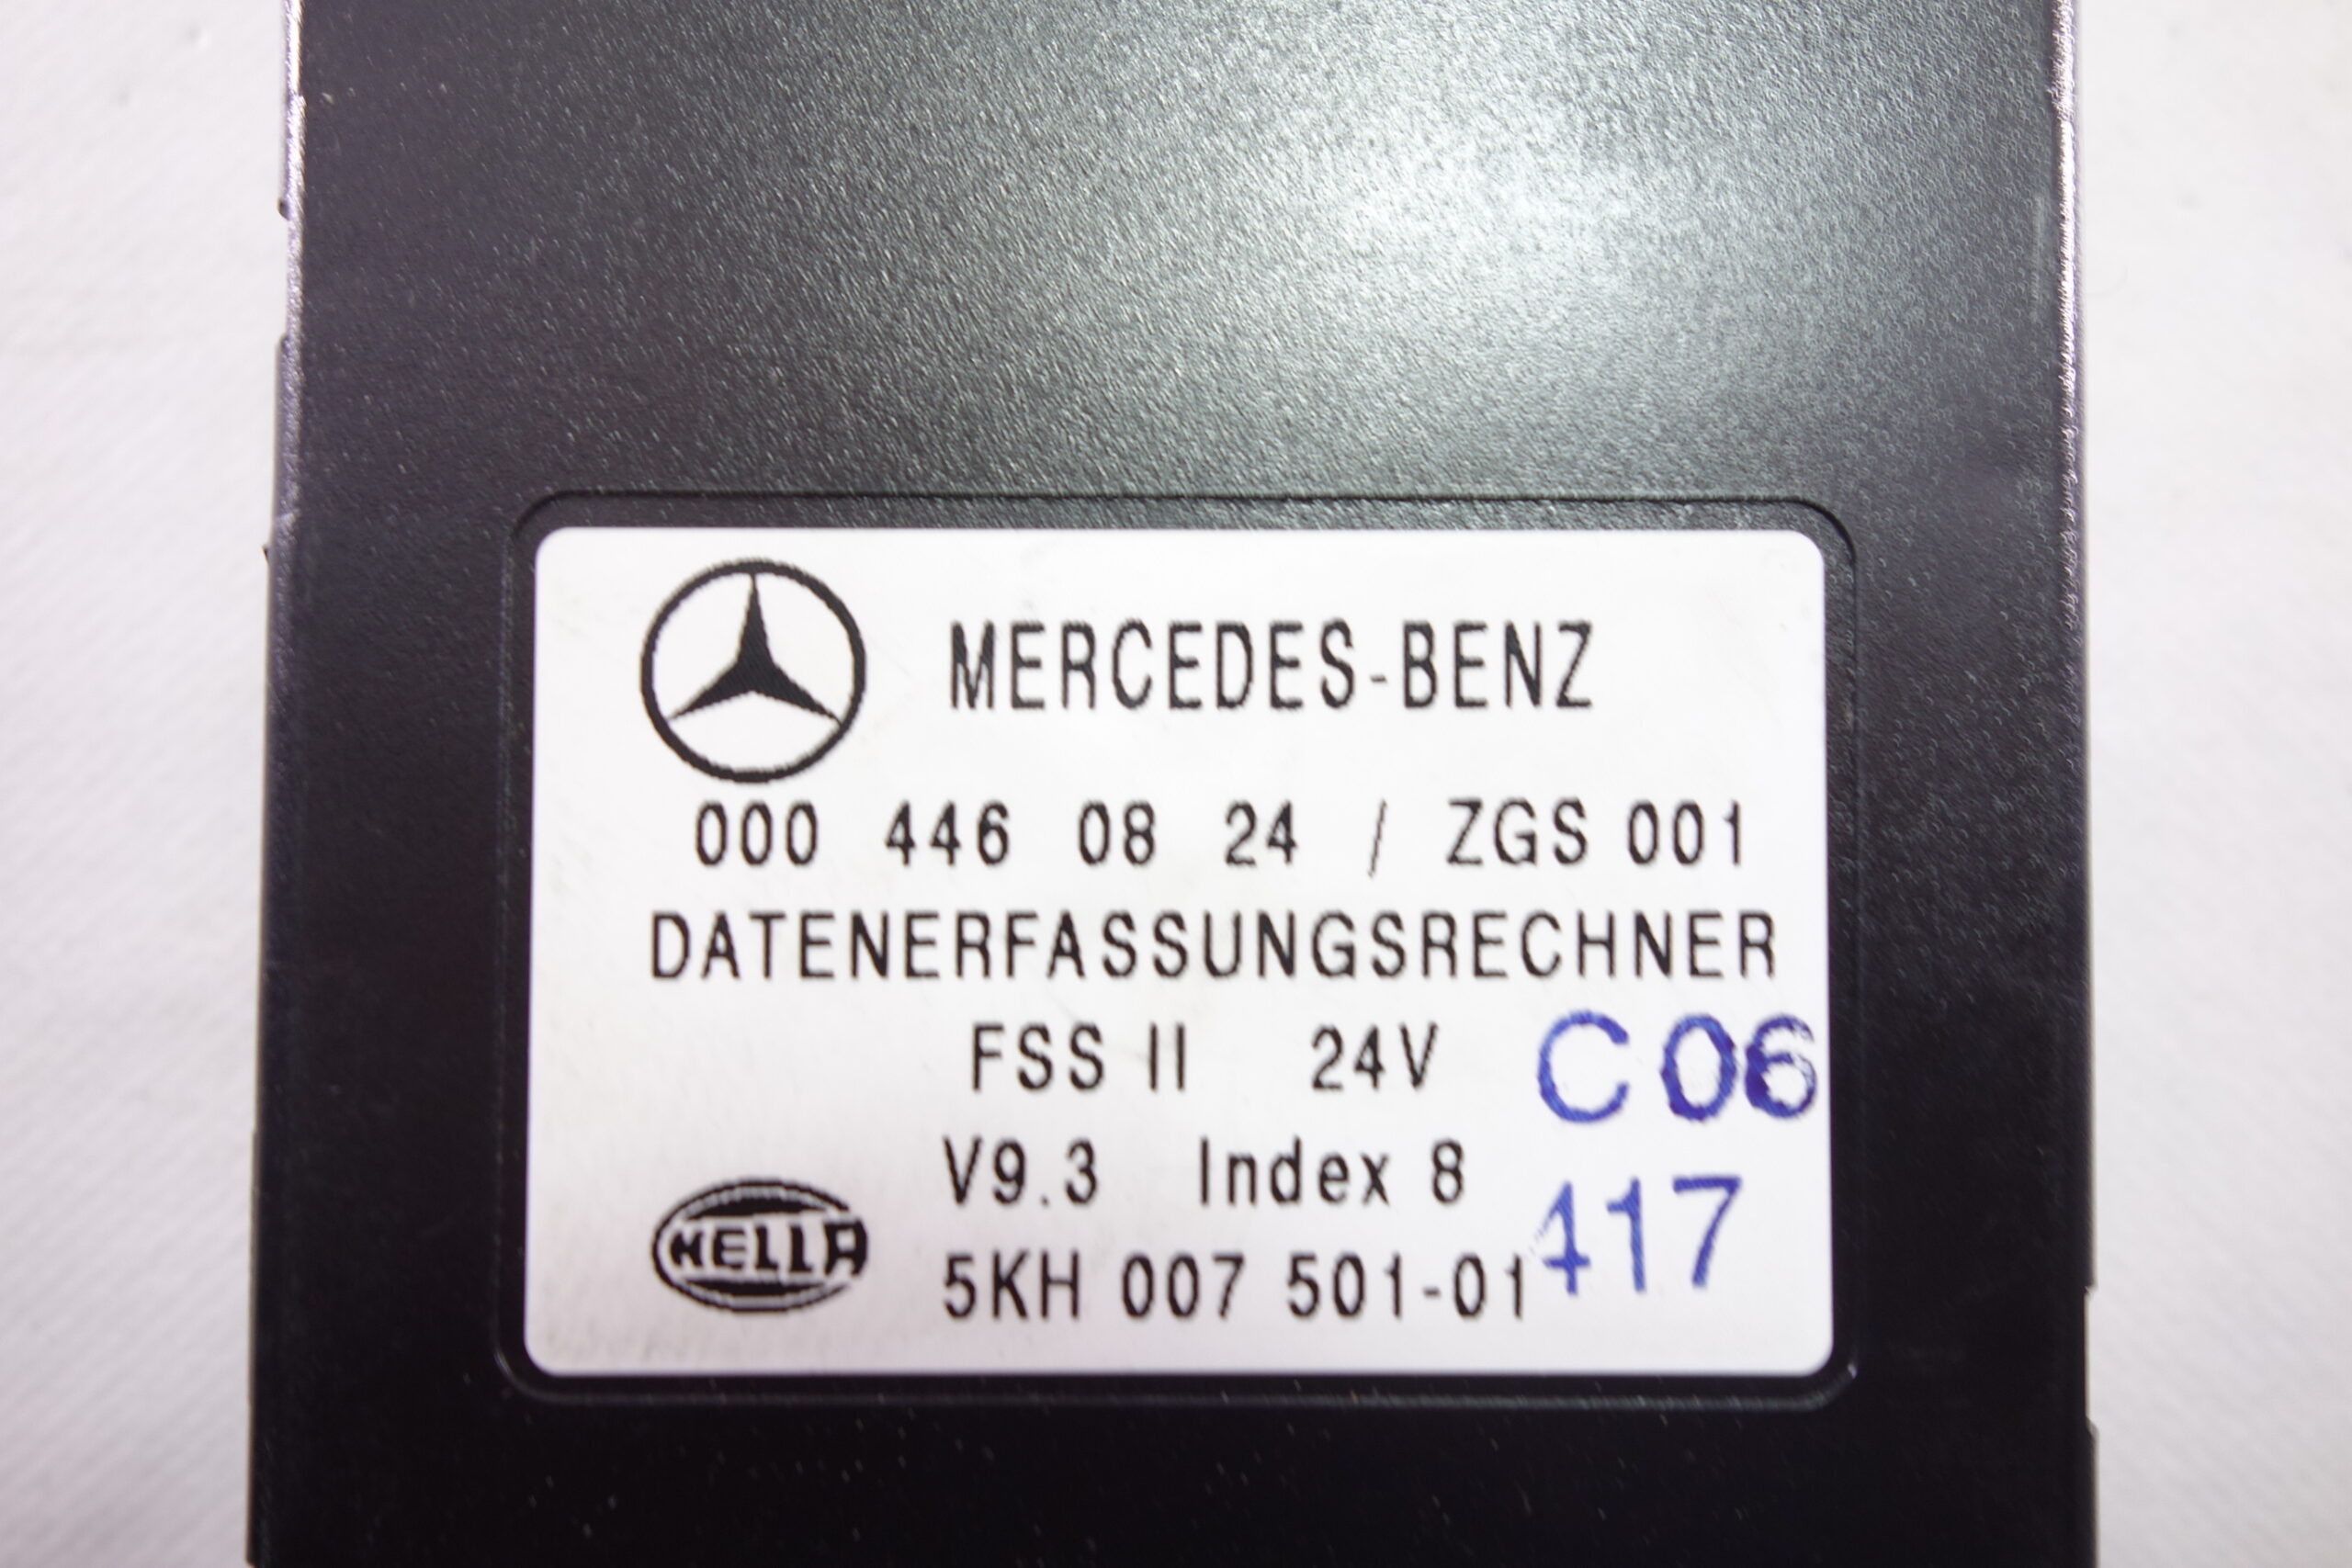 MERCEDES-BENZ
000 446 08 24 / ZGS 001
DATENERFASSUNGSRECHNER
FSS II 24V
C06
V9.3 Index 8
417
HELLA
5KH 007 501-01